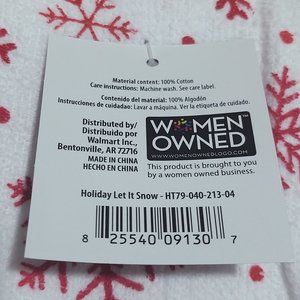 Material content: 100% Cotton
Care instructions: Machine wash. See care label.
Contenido del material: 100% Algodón
Instrucciones de cuidado: Lavar a máquina. Ver la etiqueta de cuidado.
Distributed by/
Distribuido por
Walmart Inc.,
Bentonville, AR 72716
MADE IN CHINA
HECHO EN CHINA
WOMEN
OWNED
WWW.WOMENOWNEDLOGO.COM
This product is brought to you
by a women owned business.
Holiday Let It Snow - HT79-040-213-04
8 25540 09130 7